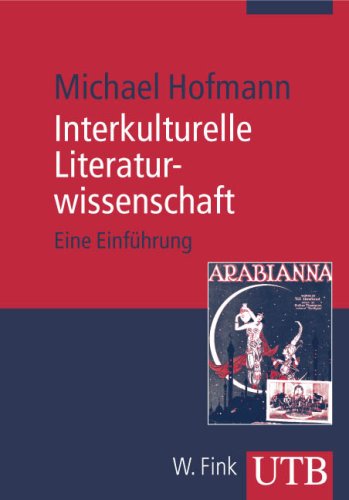 Michael Hofmann
Interkulturelle
Literatur-
wissenschaft
Eine Einführung
ARABIANNA
W. Fink
UTB